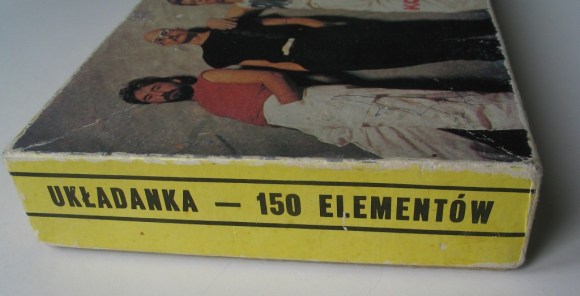 UKŁADANKA — 150 ELEMENTÓW